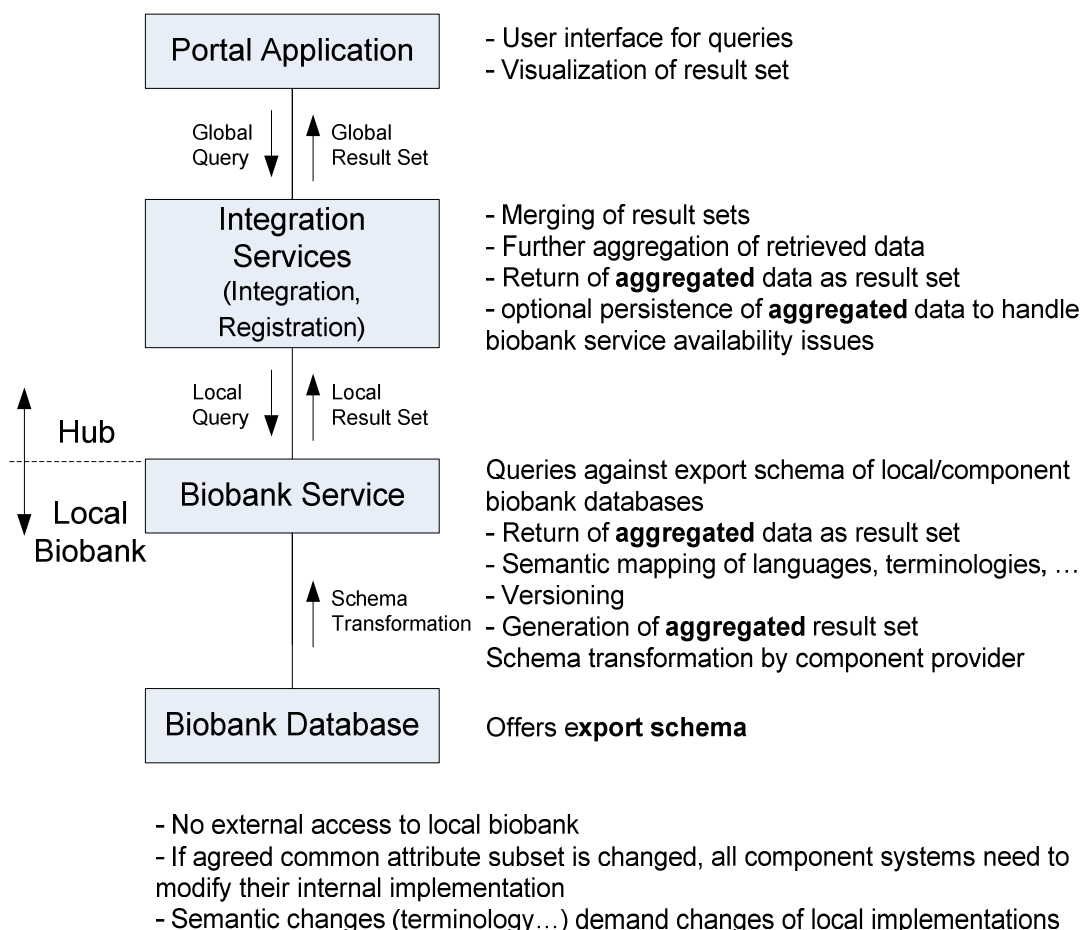 Portal Application
- User interface for queries
- Visualization of result set
Global
Query
Global
Result Set
Integration
Services
(Integration,
Registration)
- Merging of result sets
- Further aggregation of retrieved data
- Return of aggregated data as result set
- optional persistence of aggregated data to handle
biobank service availability issues
Local
Query
Local
Result Set
Hub
Local
Biobank
Biobank Service
Queries against export schema of local/component
biobank databases
- Return of aggregated data as result set
- Semantic mapping of languages, terminologies, …
- Versioning
- Generation of aggregated result set
Schema transformation by component provider
Schema
Transformation
Biobank Database
Offers export schema
- No external access to local biobank
- If agreed common attribute subset is changed, all component systems need to
modify their internal implementation
- Semantic changes (terminology…) demand changes of local implementations